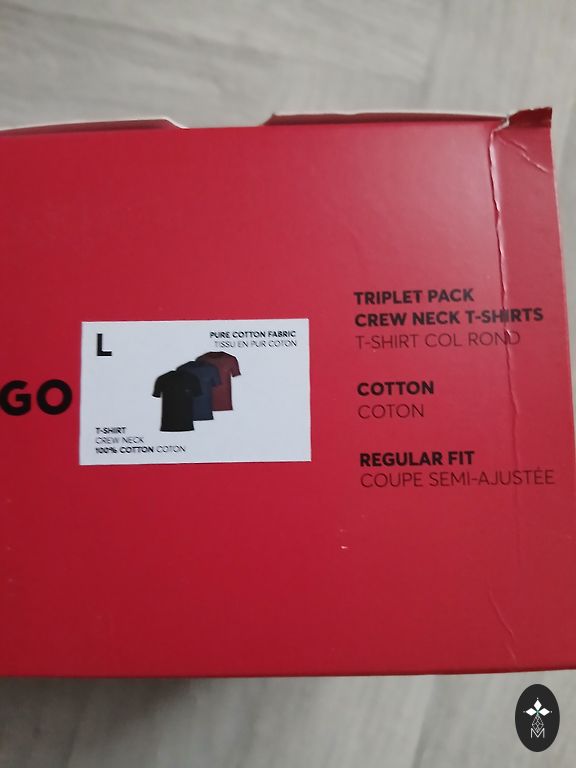 GO
L
PURE COTTON FABRIC
TISSU EN PUR COTON
T-SHIRT
CREW NECK
100% COTTON COTON
TRIPLET PACK
CREW NECK T-SHIRTS
T-SHIRT COL ROND
COTTON
COTON
REGULAR FIT
COUPE SEMI-AJUSTÉE
M